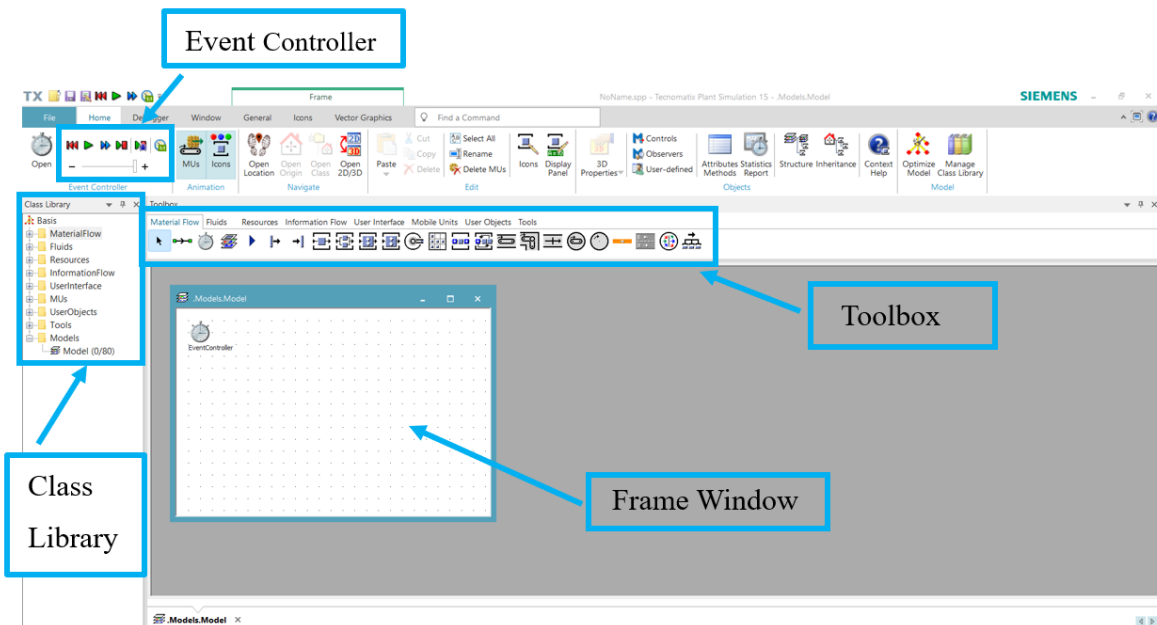 Event Controller
TX
Frame
NoName.spp - Tecnomatix Plant Simulation 15 - .Models.Model
SIEMENS
File Home Window General Icons Vector Graphics Find a Command
Open
Event Controller
MUs Icons
Animation
Open Location
Open Origin
Open Class
Open 2D/3D
Navigate
Paste
Cut
Copy
Delete
Select All
Rename
Delete MUs
Edit
Icons
Display Panel
3D Properties
Controls
Observers
User-defined
Attributes Methods
Statistics Report
Structure
Inheritance
Objects
Context Help
Optimize Model
Manage Class Library
Model
Class Library
Toolbox
Material Flow Fluids Resources Information Flow User Interface Mobile Units User Objects Tools
Basis
MaterialFlow
Fluids
Resources
InformationFlow
UserInterface
MUs
UserObjects
Tools
Models
Model (0/80)
.Models.Model
EventController
Toolbox
Frame Window
Class
Library
.Models.Model